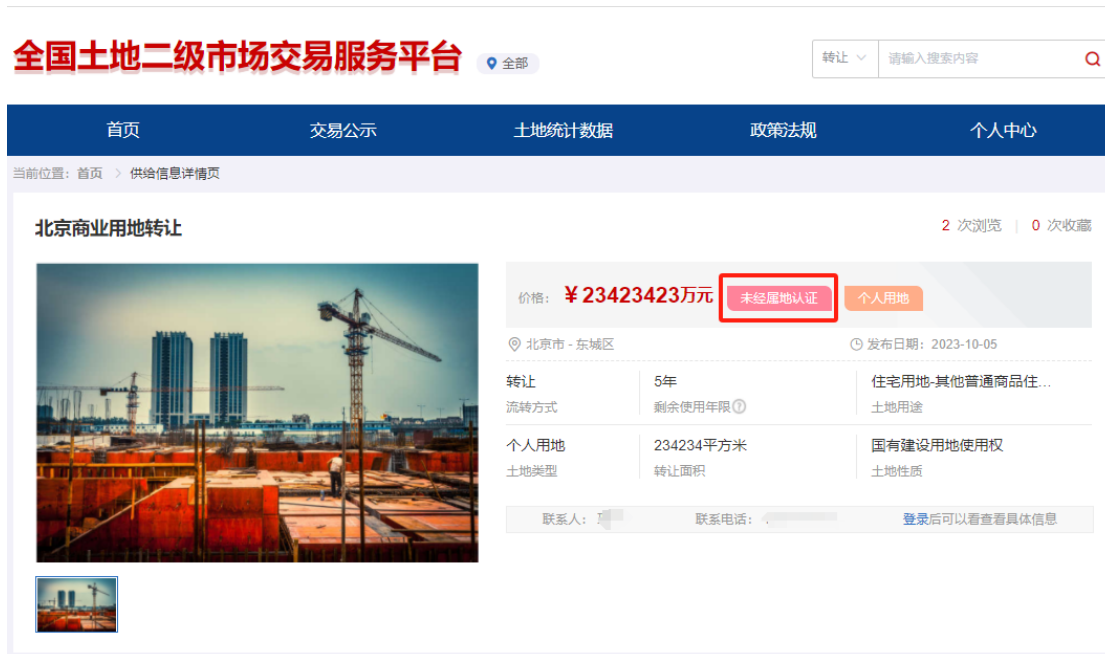 全国土地二级市场交易服务平台 全部 转让 请输入搜索内容
首页 交易公示 土地统计数据 政策法规 个人中心
当前位置：首页 > 供给信息详情页
北京商业用地转让 2 次浏览 | 0 次收藏
价格：￥23423423万元 未经属地认证 个人用地
北京市 - 东城区 发布日期：2023-10-05
转让 5年 住宅用地-其他普通商品住...
流转方式 剩余使用年限? 土地用途
个人用地 234234平方米 国有建设用地使用权
土地类型 转让面积 土地性质
联系人： 联系电话： 登录后可以看查看具体信息